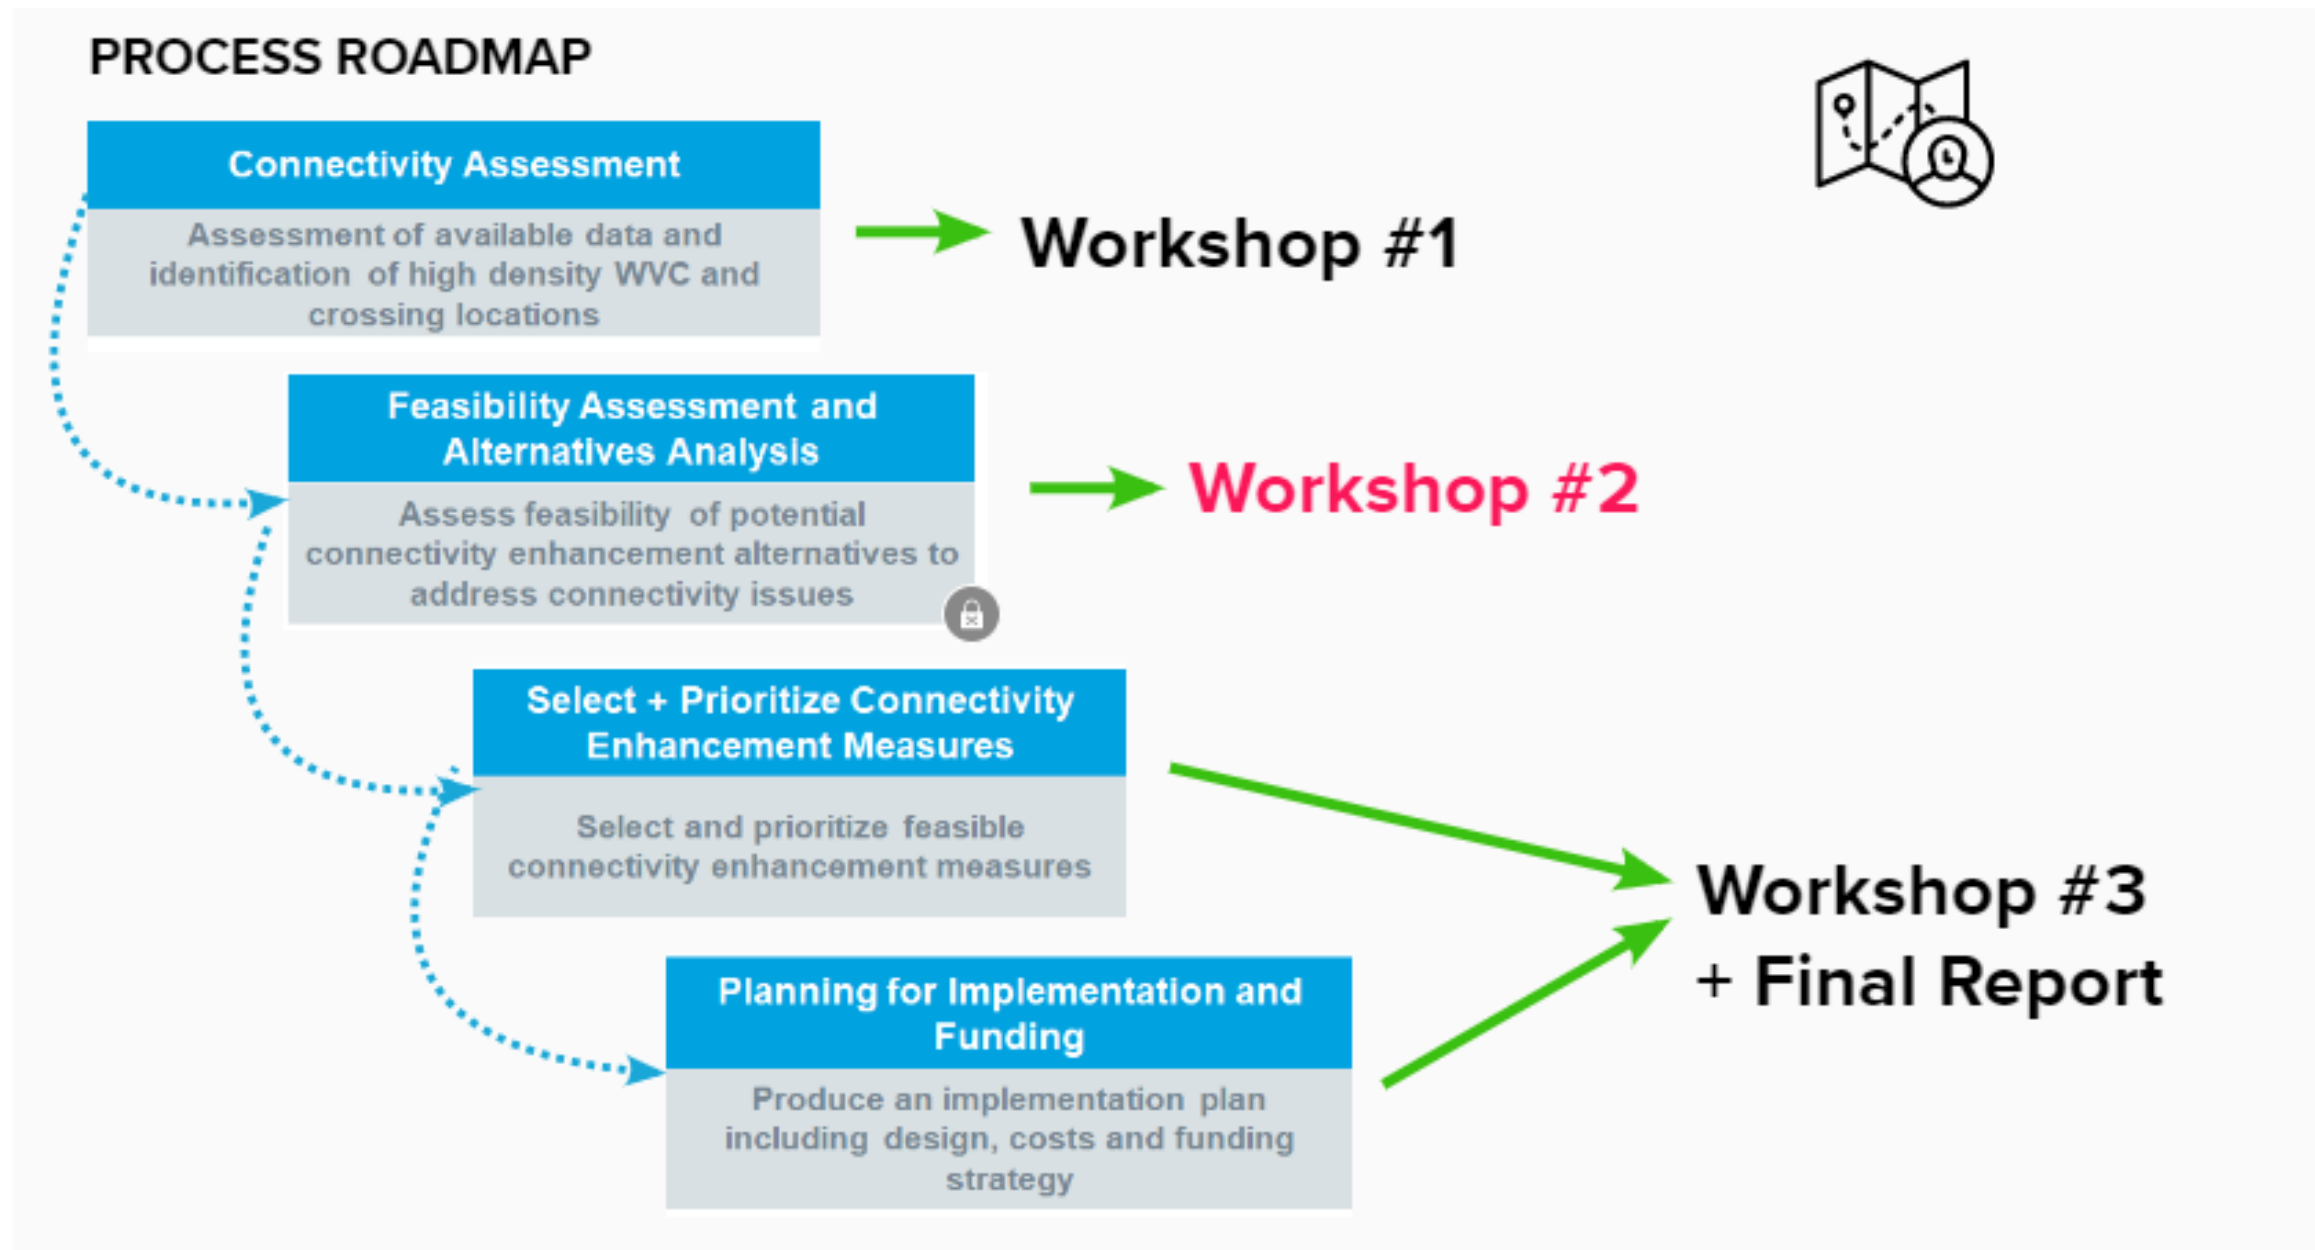 PROCESS ROADMAP
Connectivity Assessment
Assessment of available data and
identification of high density WVC and
crossing locations
Workshop #1
Feasibility Assessment and
Alternatives Analysis
Assess feasibility of potential
connectivity enhancement alternatives to
address connectivity issues
Workshop #2
Select + Prioritize Connectivity
Enhancement Measures
Select and prioritize feasible
connectivity enhancement measures
Workshop #3
+ Final Report
Planning for Implementation and
Funding
Produce an implementation plan
including design, costs and funding
strategy